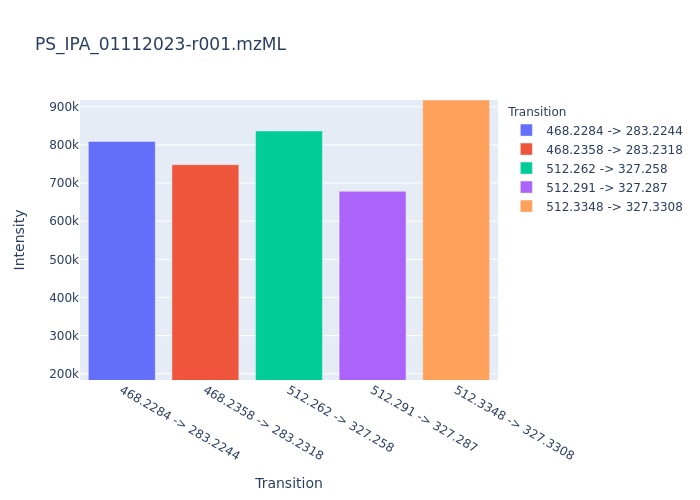 PS_IPA_01112023-r001.mzML
Intensity
900k
800k
700k
600k
500k
400k
300k
200k
468.2284 -> 283.2244
468.2358 -> 283.2318
512.262 -> 327.258
512.291 -> 327.287
512.3348 -> 327.3308
Transition
Transition
468.2284 -> 283.2244
468.2358 -> 283.2318
512.262 -> 327.258
512.291 -> 327.287
512.3348 -> 327.3308